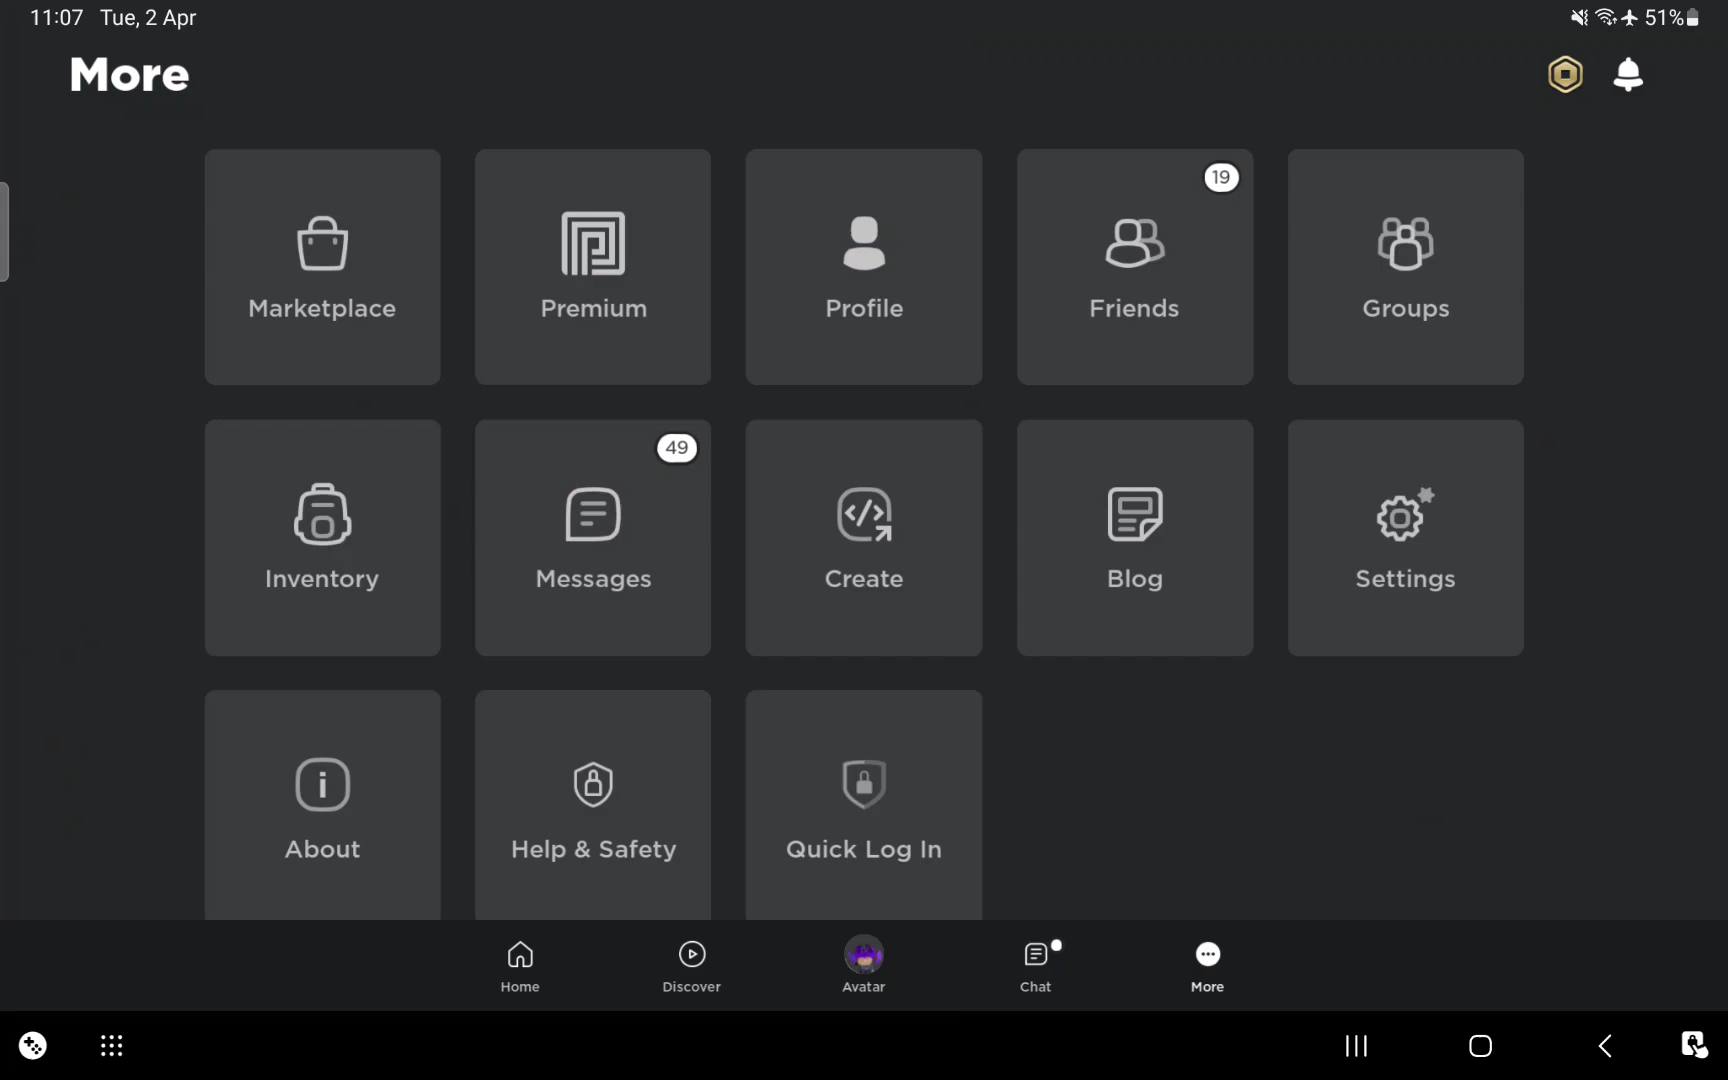 11:07 Tue, 2 Apr
51%
More
19
Marketplace
Premium
Profile
Friends
Groups
49
Inventory
Messages
Create
Blog
Settings
About
Help & Safety
Quick Log In
Home
Discover
Avatar
Chat
More